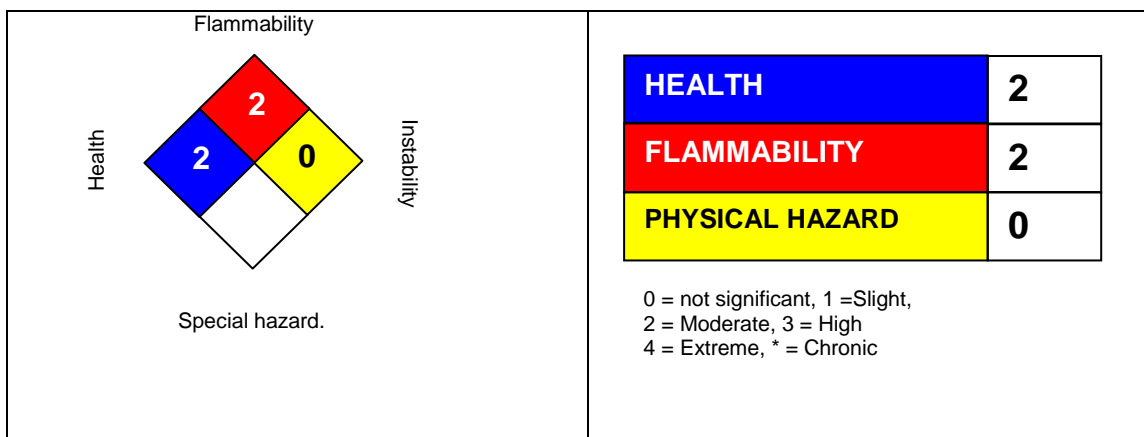 Flammability
2
Health
2
0
Instability
Special hazard.
HEALTH 2
FLAMMABILITY 2
PHYSICAL HAZARD 0
0 = not significant, 1 =Slight,
2 = Moderate, 3 = High
4 = Extreme, * = Chronic